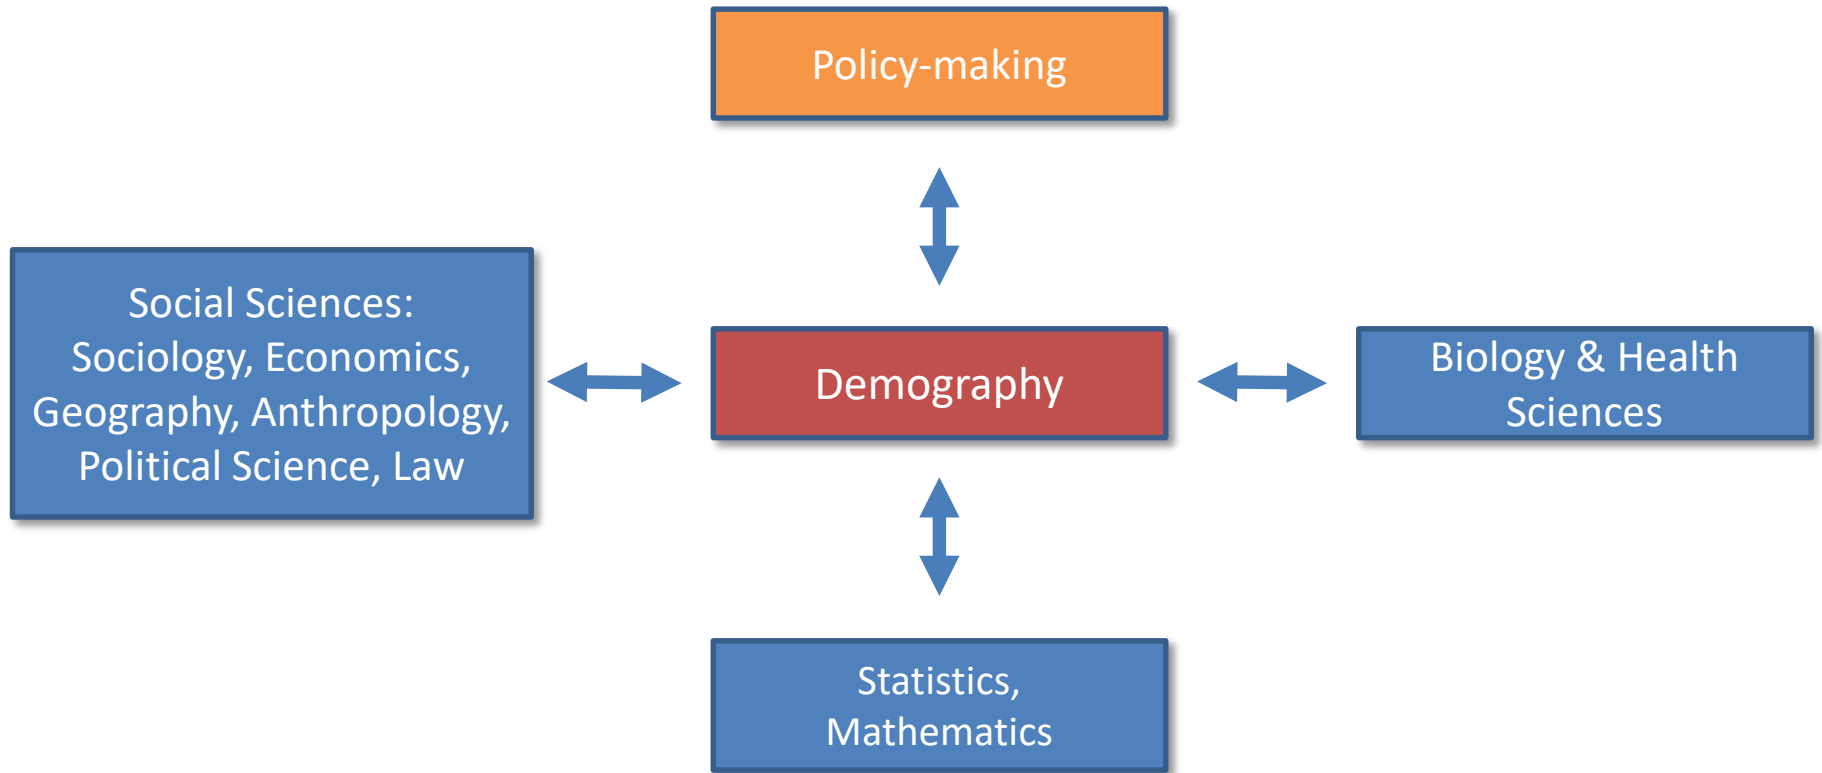 Policy-making
Social Sciences:
Sociology, Economics,
Geography, Anthropology,
Political Science, Law
Demography
Biology & Health
Sciences
Statistics,
Mathematics